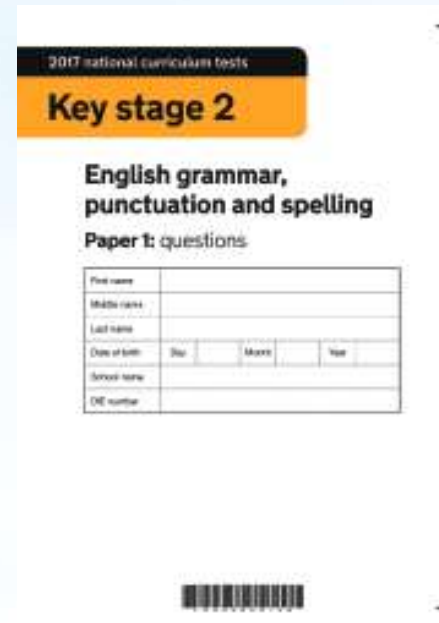 2017 national curriculum tests
Key stage 2
English grammar,
punctuation and spelling
Paper 1: questions
First name
Middle name
Last name
Date of birth Day Month Year
School name
DfE number